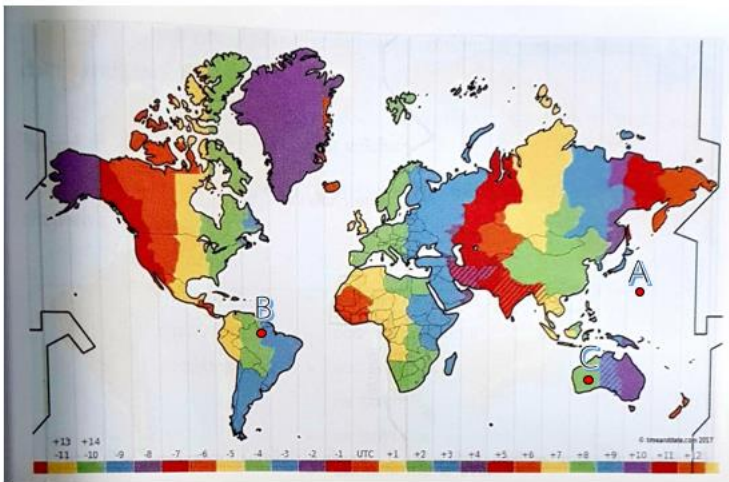 A
B
C
© timeanddate.com 2017
+13 +14
-11 -10 -9 -8 -7 -6 -5 -4 -3 -2 -1 UTC +1 +2 +3 +4 +5 +6 +7 +8 +9 +10 +11 +12